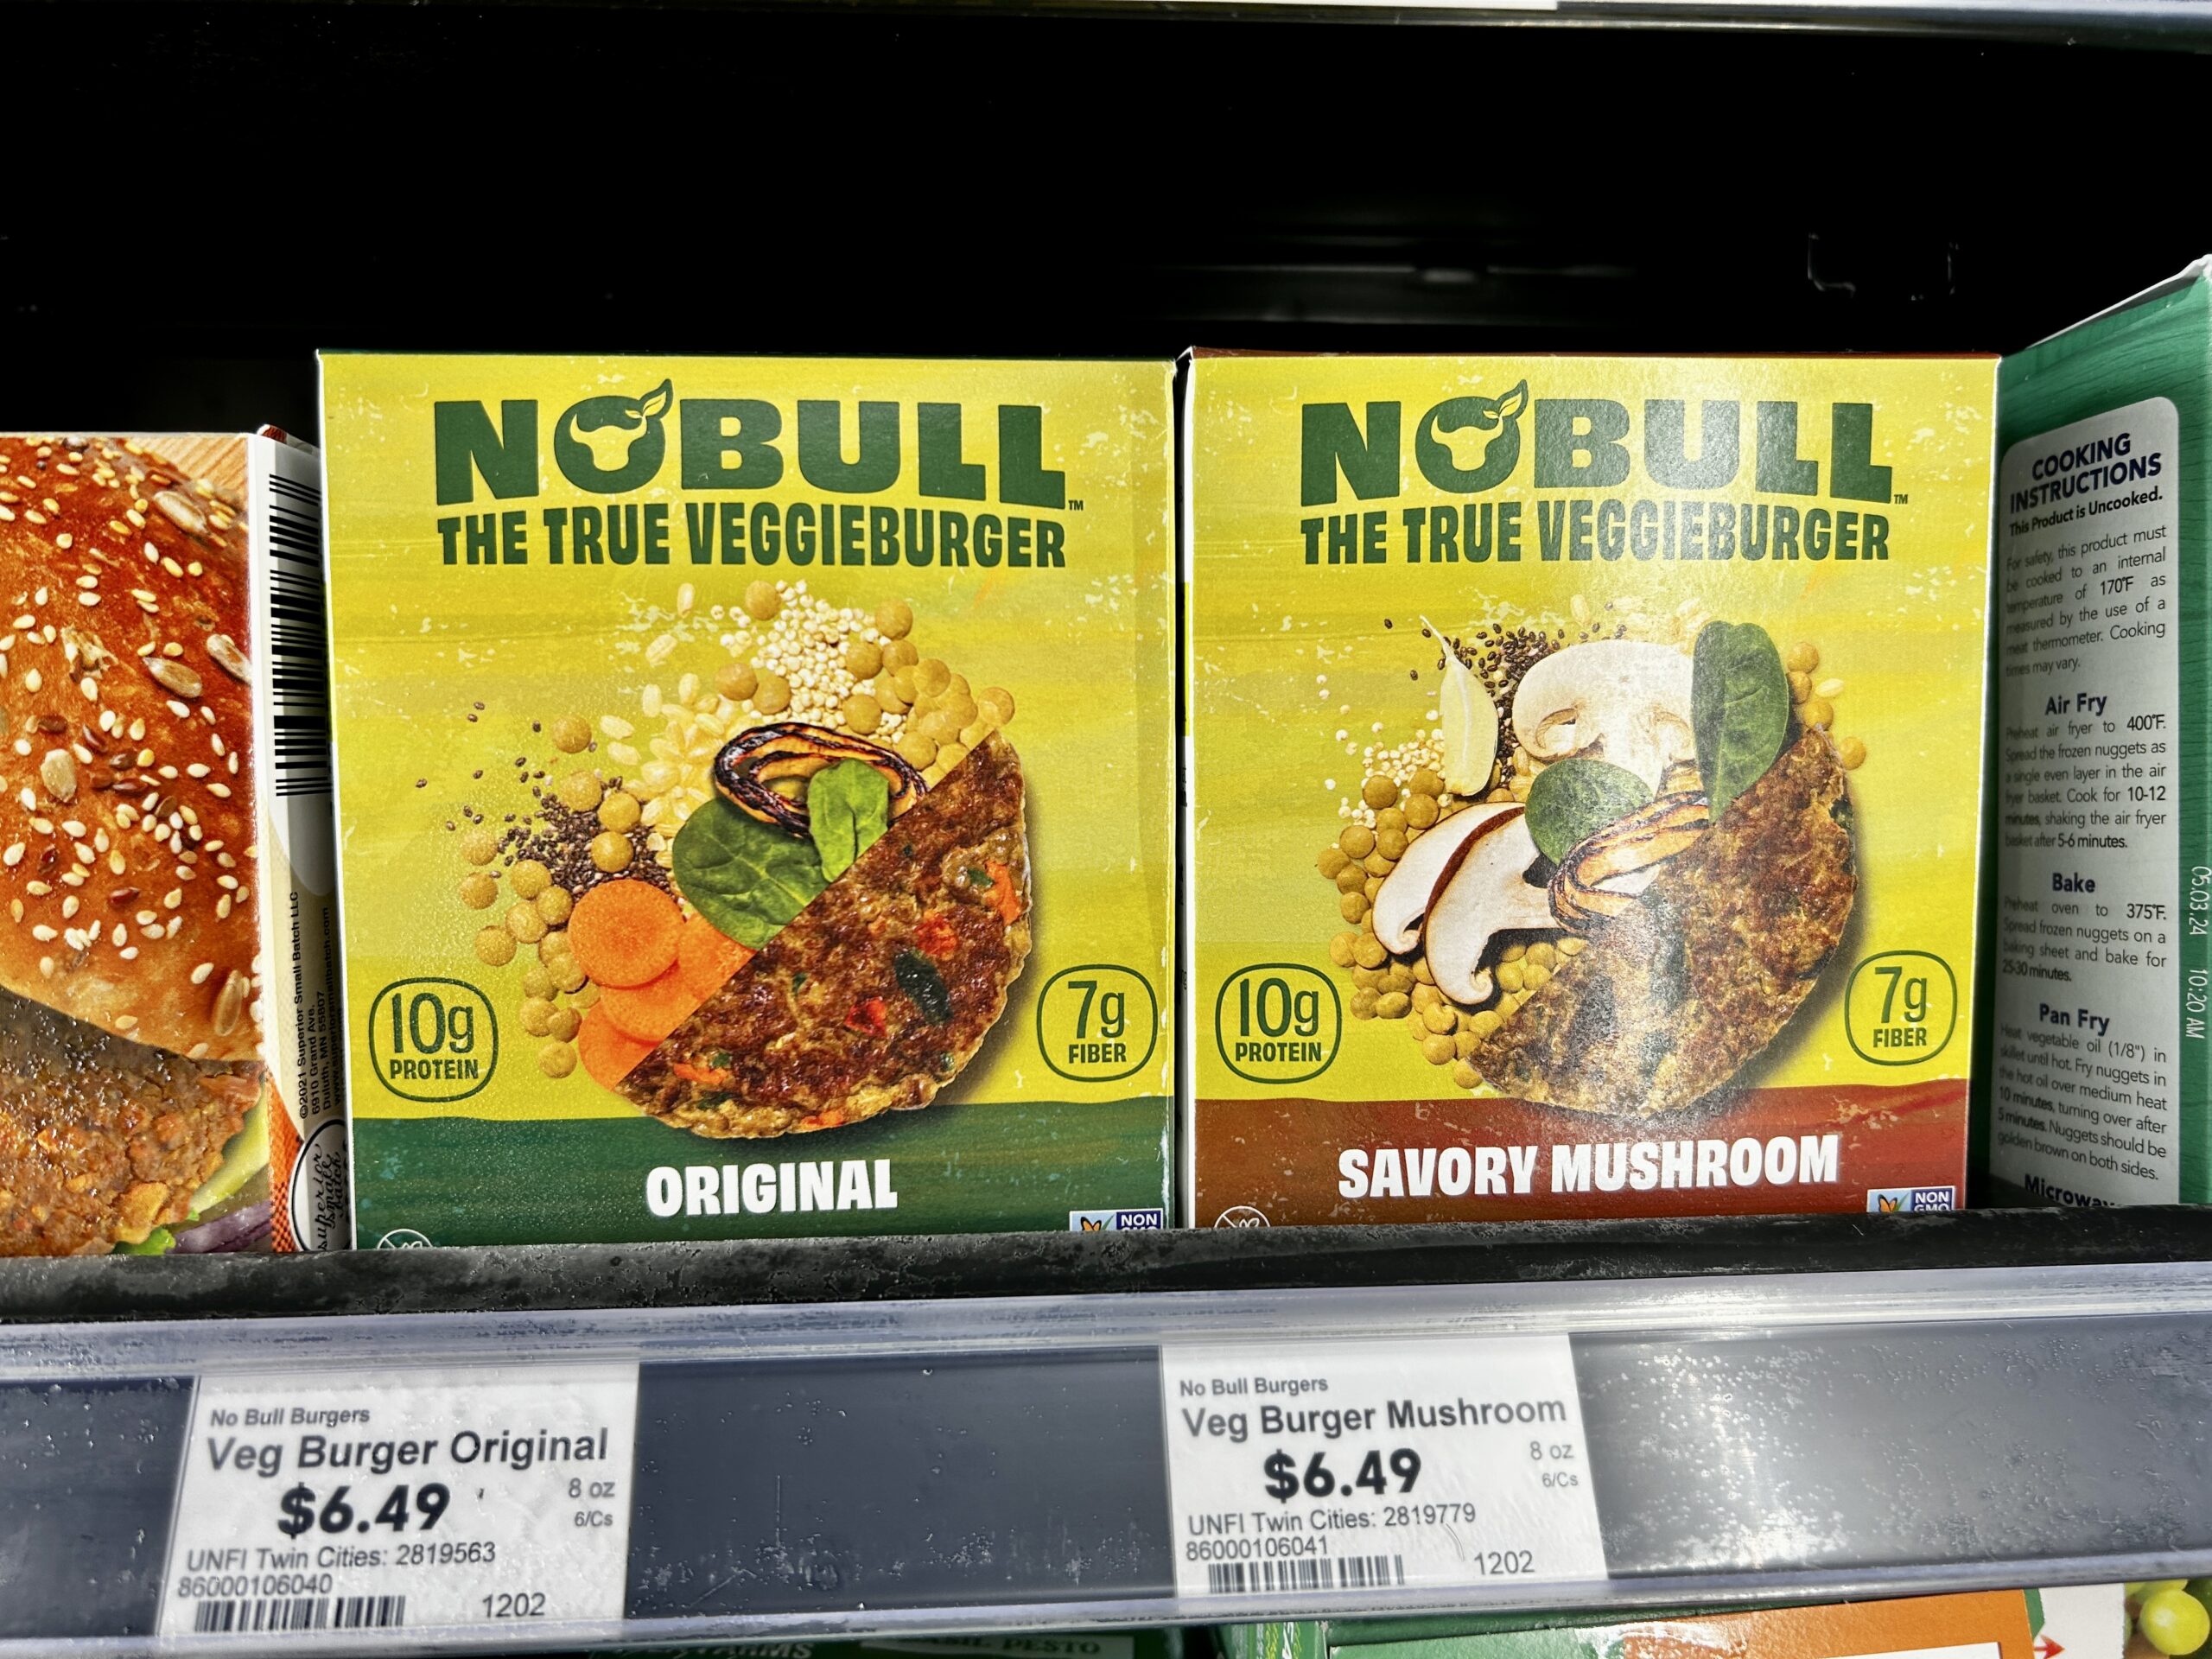 ©2021 Superior Small Batch LLC
6910 Grand Ave.
Duluth, MN 55807
superior
small
batch
NOBULL™
THE TRUE VEGGIEBURGER
10g
PROTEIN
7g
FIBER
ORIGINAL
NON
GMO
NOBULL™
THE TRUE VEGGIEBURGER
10g
PROTEIN
7g
FIBER
SAVORY MUSHROOM
NON
GMO
COOKING
INSTRUCTIONS
This Product is Uncooked.
For safety, this product must
be cooked to an internal
temperature of 170°F as
measured by the use of a
meat thermometer. Cooking
times may vary.
Air Fry
Preheat air fryer to 400°F.
Spread the frozen nuggets as
a single even layer in the air
fryer basket. Cook for 10-12
minutes, shaking the air fryer
basket after 5-6 minutes.
Bake
Preheat oven to 375°F.
Spread frozen nuggets on a
baking sheet and bake for
25-30 minutes.
Pan Fry
Heat vegetable oil (1/8") in
skillet until hot. Fry nuggets in
the hot oil over medium heat
10 minutes, turning over after
5 minutes. Nuggets should be
golden brown on both sides.
05.03.24 10:20 AM
No Bull Burgers
Veg Burger Original
$6.49
8 oz
6/Cs
UNFI Twin Cities: 2819563
86000106040
1202
No Bull Burgers
Veg Burger Mushroom
$6.49
8 oz
6/Cs
UNFI Twin Cities: 2819779
86000106041
1202
PESTO